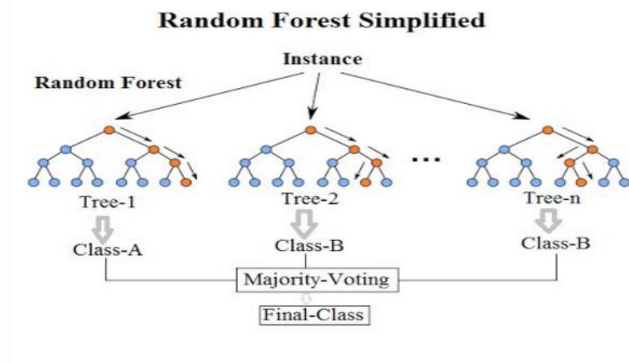 Random Forest Simplified
Instance
Random Forest
...
Tree-1
Tree-2
Tree-n
Class-A
Class-B
Class-B
Majority-Voting
Final-Class